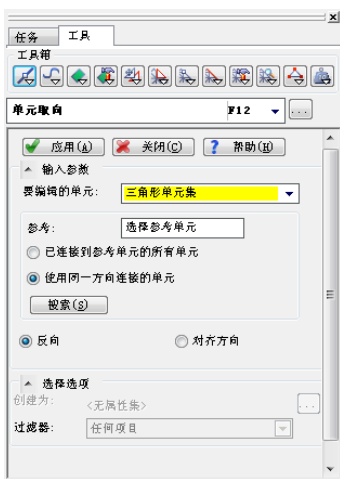 任务 工具
工具箱
单元取向 F12 ...
应用(A) 关闭(C) ? 帮助(H)
输入参数
要编辑的单元: 三角形单元集
参考: 选择参考单元
已连接到参考单元的所有单元
使用同一方向连接的单元
搜索(S)
反向 对齐方向
选择选项
创建为: <无属性集> ...
过滤器: 任何项目